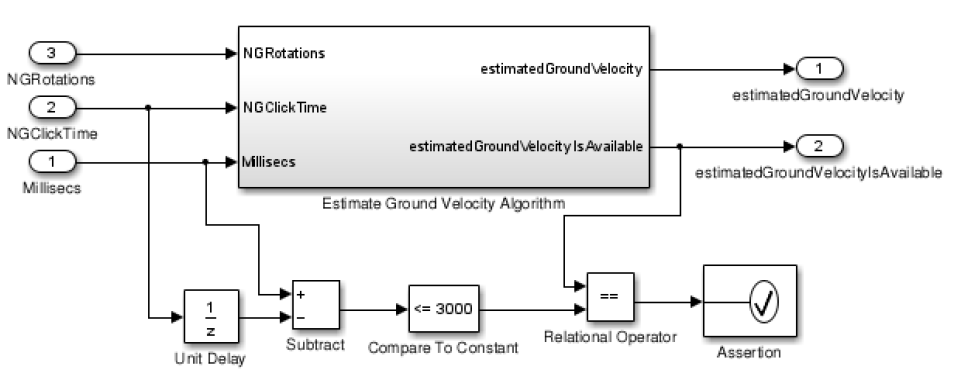 3
NGRotations
NGRotations
estimatedGroundVelocity
1
estimatedGroundVelocity
2
NGClickTime
NGClickTime
1
Millisecs
Millisecs
estimatedGroundVelocityIsAvailable
2
estimatedGroundVelocityIsAvailable
Estimate Ground Velocity Algorithm
1
z
Unit Delay
+
−
Subtract
<= 3000
Compare To Constant
==
Relational Operator
Assertion